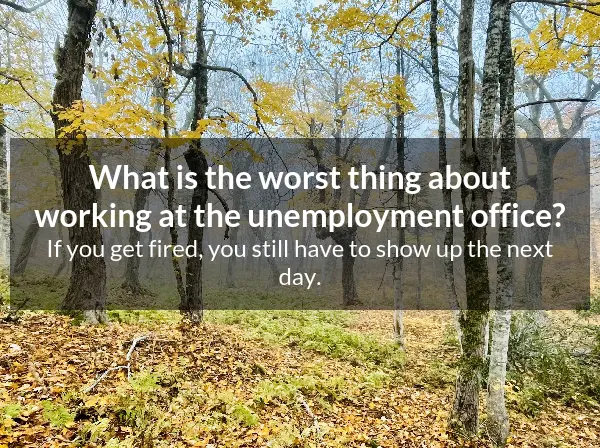 What is the worst thing about
working at the unemployment office?
If you get fired, you still have to show up the next
day.